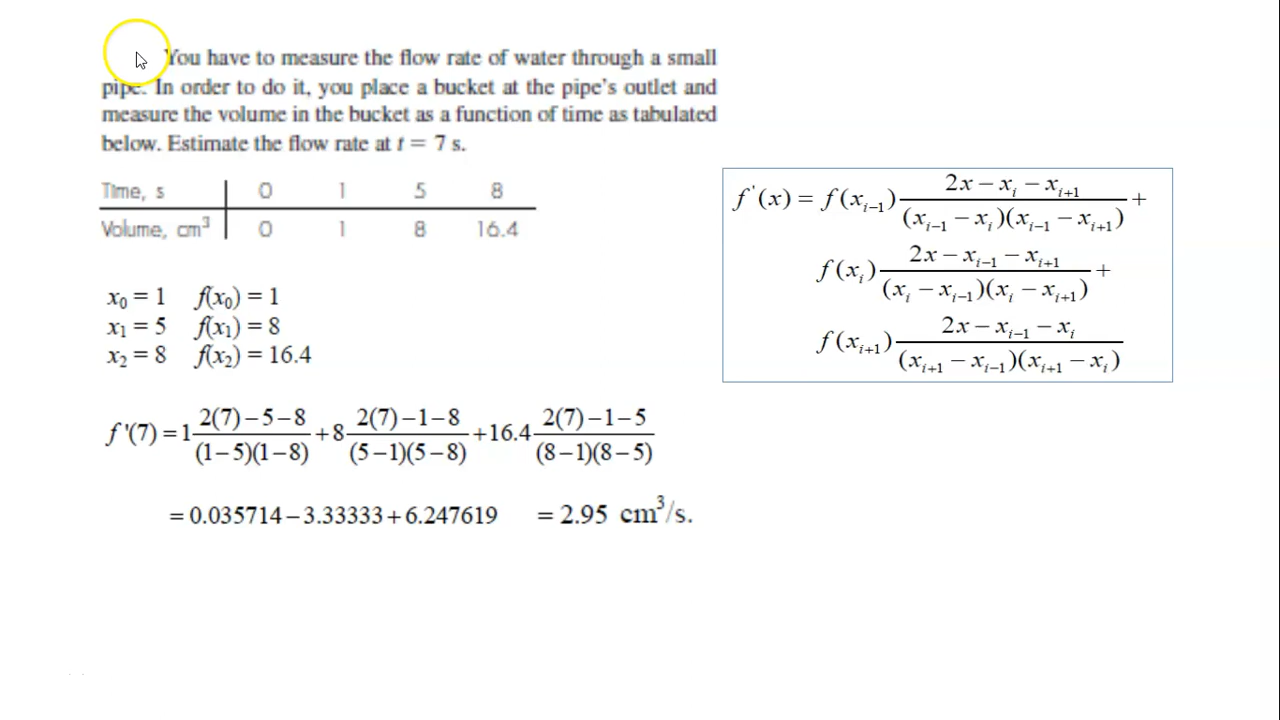 You have to measure the flow rate of water through a small
pipe. In order to do it, you place a bucket at the pipe's outlet and
measure the volume in the bucket as a function of time as tabulated
below. Estimate the flow rate at t = 7 s.
Time, s 0 1 5 8
Volume, cm³ 0 1 8 16.4
x₀ = 1 f(x₀) = 1
x₁ = 5 f(x₁) = 8
x₂ = 8 f(x₂) = 16.4
f'(7) = 1 (2(7) − 5 − 8)/((1 − 5)(1 − 8)) + 8 (2(7) − 1 − 8)/((5 − 1)(5 − 8)) + 16.4 (2(7) − 1 − 5)/((8 − 1)(8 − 5))
= 0.035714 − 3.33333 + 6.247619 = 2.95 cm³/s.
f'(x) = f(xᵢ₋₁) (2x − xᵢ − xᵢ₊₁)/((xᵢ₋₁ − xᵢ)(xᵢ₋₁ − xᵢ₊₁)) +
f(xᵢ) (2x − xᵢ₋₁ − xᵢ₊₁)/((xᵢ − xᵢ₋₁)(xᵢ − xᵢ₊₁)) +
f(xᵢ₊₁) (2x − xᵢ₋₁ − xᵢ)/((xᵢ₊₁ − xᵢ₋₁)(xᵢ₊₁ − xᵢ))